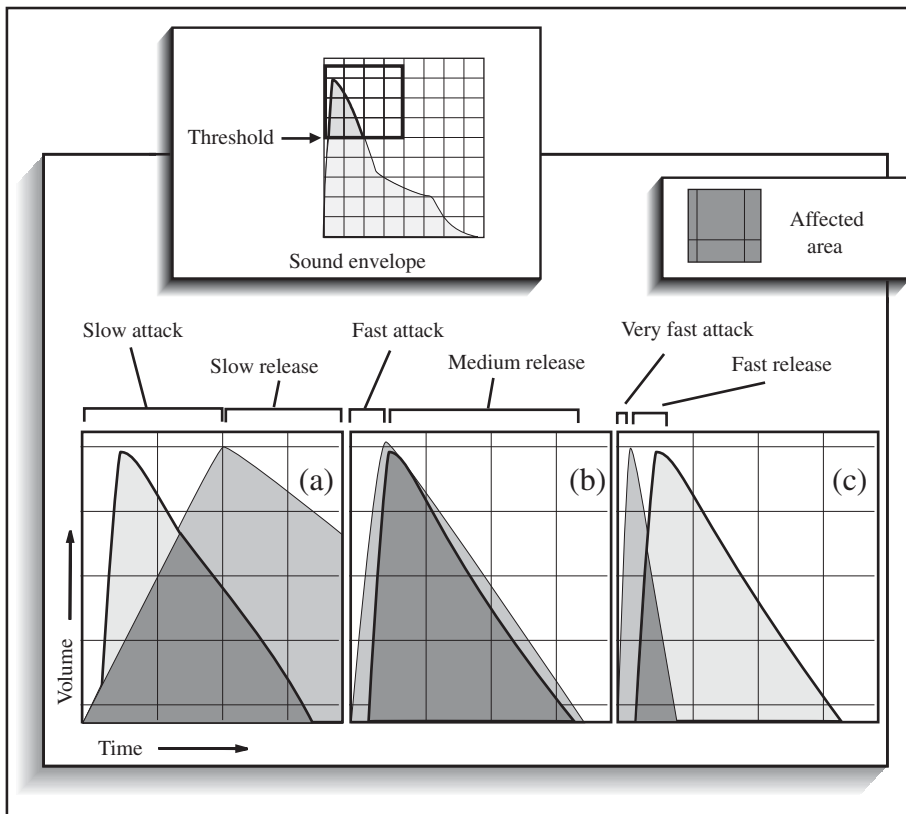 Threshold
Sound envelope
Affected
area
Slow attack
Slow release
Fast attack
Medium release
Very fast attack
Fast release
(a)
(b)
(c)
Volume
Time